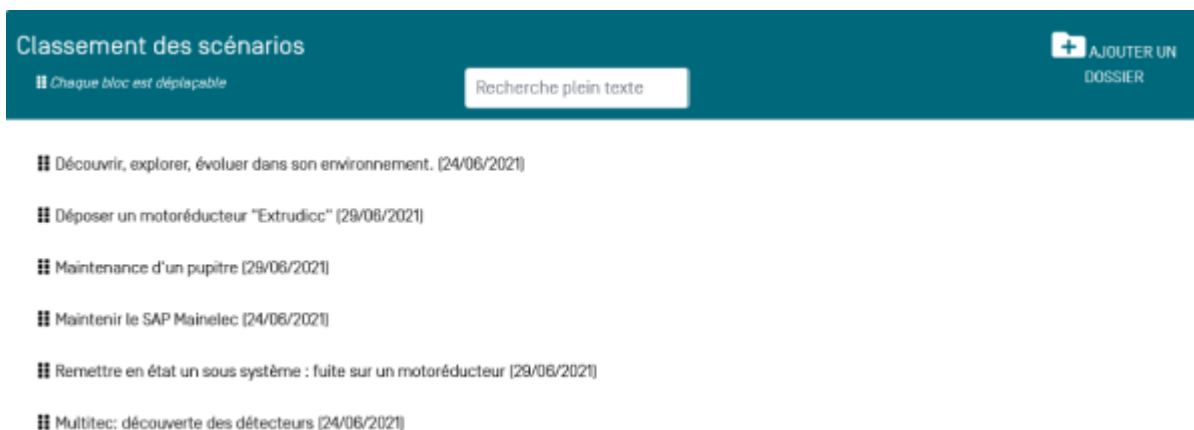 Classement des scénarios
Chaque bloc est déplaçable
Recherche plein texte
AJOUTER UN
DOSSIER
Découvrir, explorer, évoluer dans son environnement. (24/06/2021)
Déposer un motoréducteur "Extrudicc" (29/06/2021)
Maintenance d'un pupitre (29/06/2021)
Maintenir le SAP Mainelec (24/06/2021)
Remettre en état un sous système : fuite sur un motoréducteur (29/06/2021)
Multitec: découverte des détecteurs (24/06/2021)